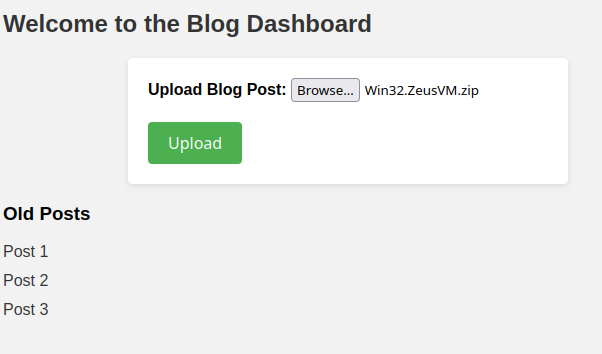 Welcome to the Blog Dashboard
Upload Blog Post: Browse... Win32.ZeusVM.zip
Upload
Old Posts
Post 1
Post 2
Post 3